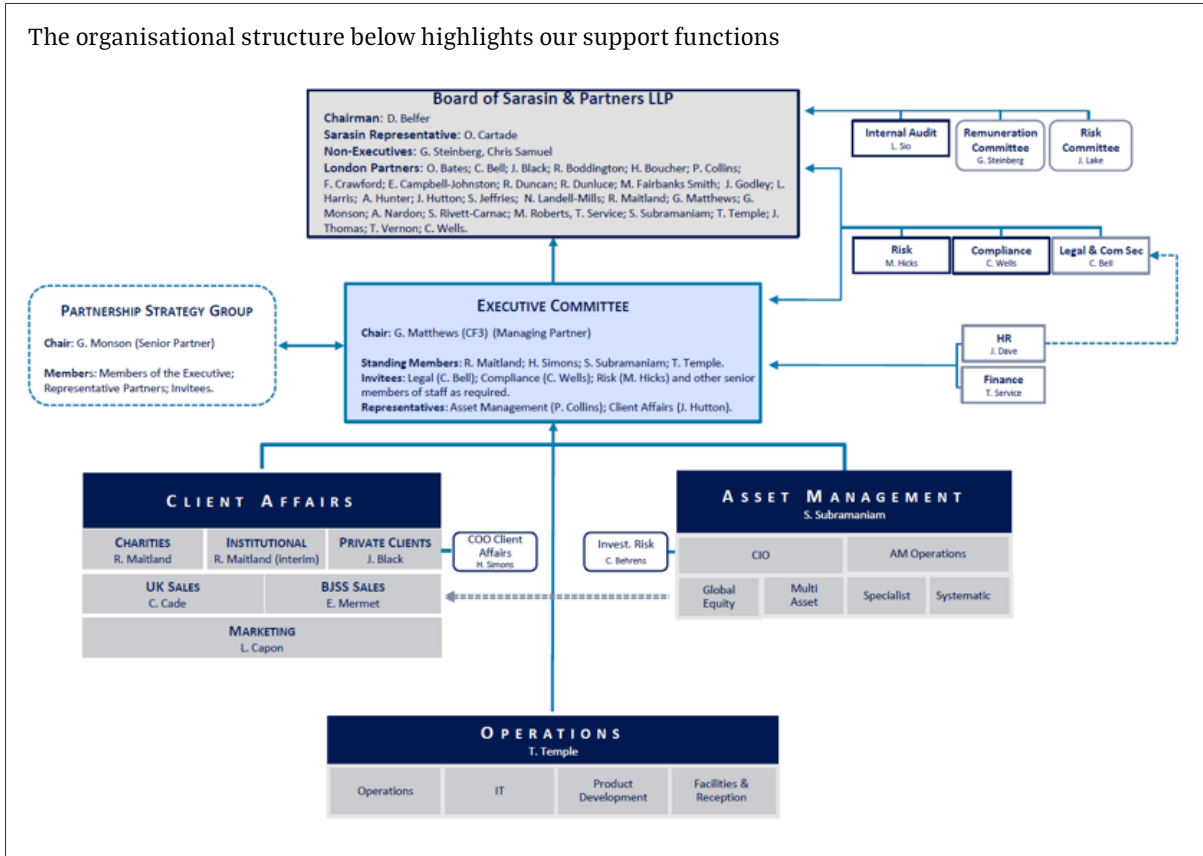 The organisational structure below highlights our support functions
Board of Sarasin & Partners LLP
Chairman: D. Belfer
Sarasin Representative: O. Cartade
Non-Executives: G. Steinberg, Chris Samuel
London Partners: O. Bates; C. Bell; J. Black; R. Boddington; H. Boucher; P. Collins;
F. Crawford; E. Campbell-Johnston; R. Duncan; R. Dunluce; M. Fairbanks Smith; J. Godley; L.
Harris; A. Hunter; J. Hutton; S. Jeffries; N. Landell-Mills; R. Maitland; G. Matthews; G.
Monson; A. Nardon; S. Rivett-Carnac; M. Roberts, T. Service; S. Subramaniam; T. Temple; J.
Thomas; T. Vernon; C. Wells.
Internal Audit
L. Sio
Remuneration
Committee
G. Steinberg
Risk
Committee
J. Lake
Risk
M. Hicks
Compliance
C. Wells
Legal & Com Sec
C. Bell
PARTNERSHIP STRATEGY GROUP
Chair: G. Monson (Senior Partner)
Members: Members of the Executive;
Representative Partners; Invitees.
EXECUTIVE COMMITTEE
Chair: G. Matthews (CF3) (Managing Partner)
Standing Members: R. Maitland; H. Simons; S. Subramaniam; T. Temple.
Invitees: Legal (C. Bell); Compliance (C. Wells); Risk (M. Hicks) and other senior
members of staff as required.
Representatives: Asset Management (P. Collins); Client Affairs (J. Hutton).
HR
J. Dave
Finance
T. Service
CLIENT AFFAIRS
CHARITIES
R. Maitland
INSTITUTIONAL
R. Maitland (interim)
PRIVATE CLIENTS
J. Black
UK SALES
C. Cade
BJSS SALES
E. Mermet
MARKETING
L. Capon
COO Client
Affairs
H. Simons
Invest. Risk
C. Behrens
ASSET MANAGEMENT
S. Subramaniam
CIO
AM Operations
Global
Equity
Multi
Asset
Specialist
Systematic
OPERATIONS
T. Temple
Operations
IT
Product
Development
Facilities &
Reception